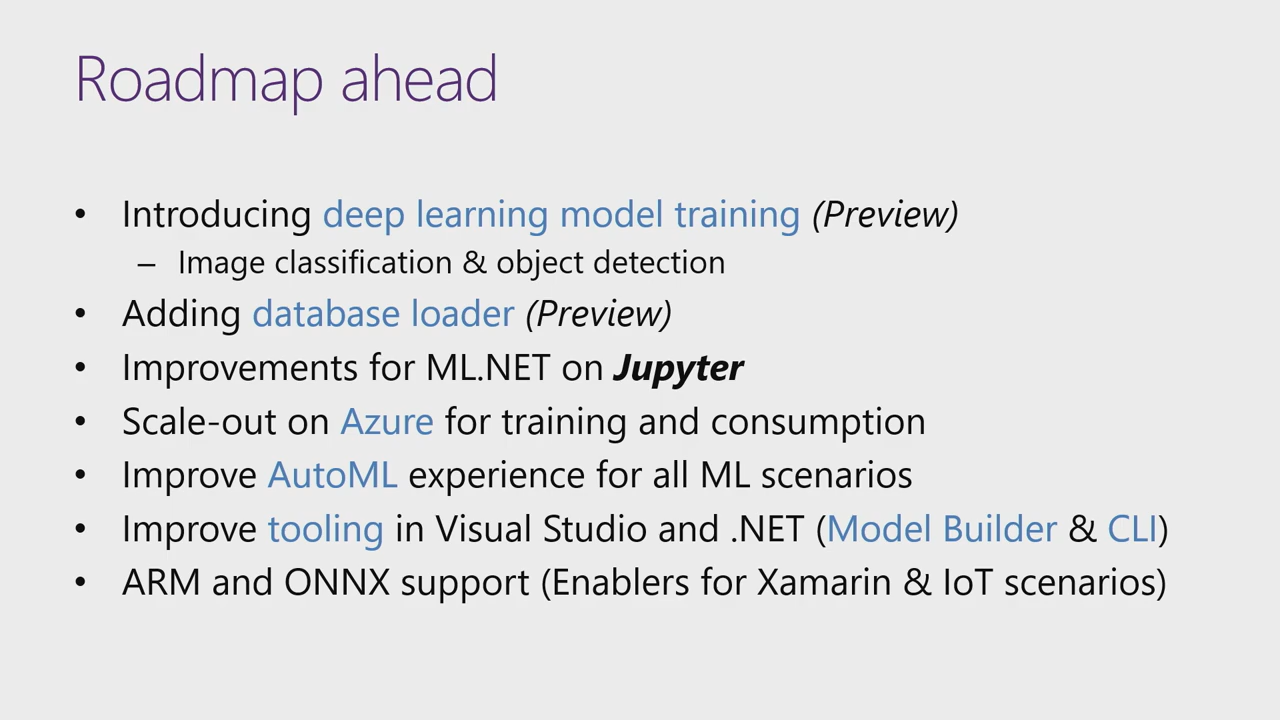 Roadmap ahead
• Introducing deep learning model training (Preview)
– Image classification & object detection
• Adding database loader (Preview)
• Improvements for ML.NET on Jupyter
• Scale-out on Azure for training and consumption
• Improve AutoML experience for all ML scenarios
• Improve tooling in Visual Studio and .NET (Model Builder & CLI)
• ARM and ONNX support (Enablers for Xamarin & IoT scenarios)